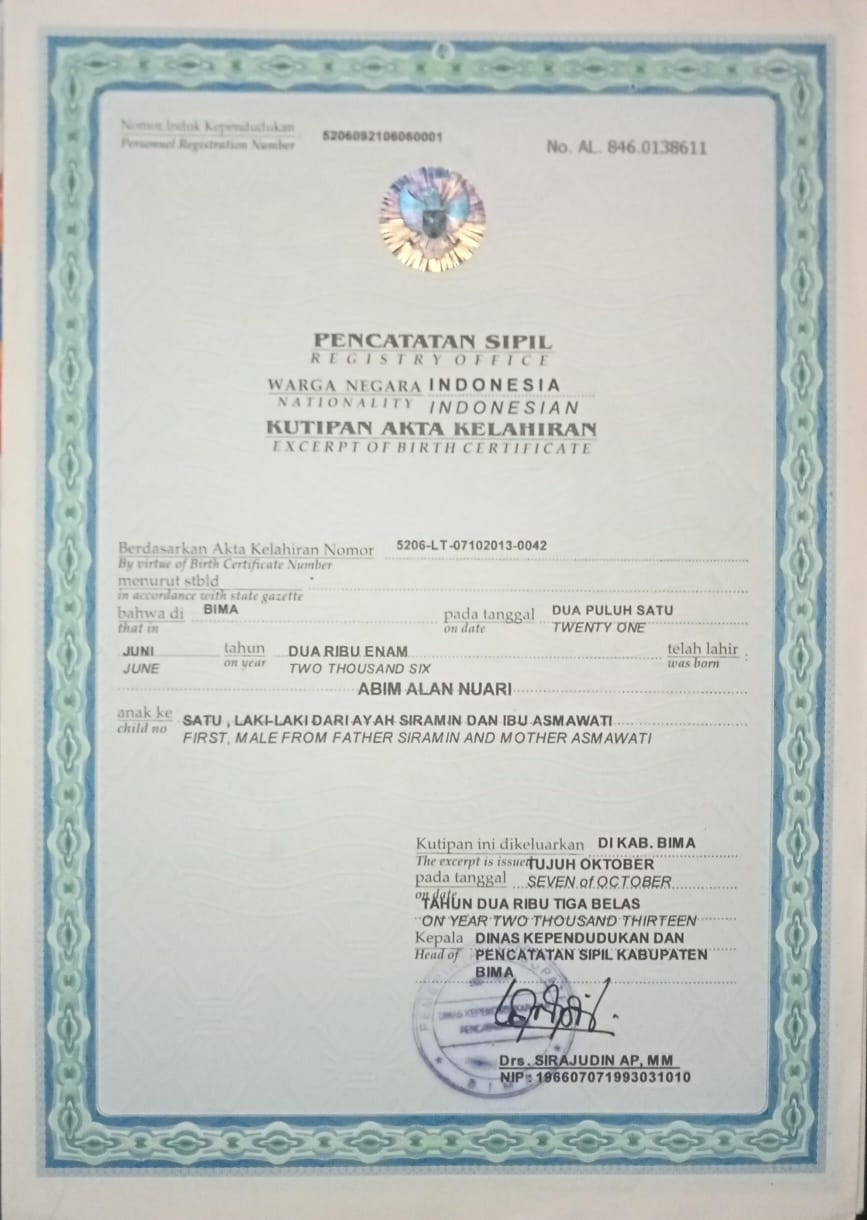 Nomor Induk Kependudukan 5206092106060001
Personnel Registration Number
No. AL. 846.0138611
PENCATATAN SIPIL
REGISTRY OFFICE
WARGA NEGARA INDONESIA
NATIONALITY INDONESIAN
KUTIPAN AKTA KELAHIRAN
EXCERPT OF BIRTH CERTIFICATE
Berdasarkan Akta Kelahiran Nomor 5206-LT-07102013-0042
By virtue of Birth Certificate Number
menurut stbld -
in accordance with state gazette
bahwa di BIMA pada tanggal DUA PULUH SATU
that in on date TWENTY ONE
JUNI tahun DUA RIBU ENAM telah lahir :
JUNE on year TWO THOUSAND SIX was born
ABIM ALAN NUARI
anak ke SATU , LAKI-LAKI DARI AYAH SIRAMIN DAN IBU ASMAWATI
child no FIRST, MALE FROM FATHER SIRAMIN AND MOTHER ASMAWATI
Kutipan ini dikeluarkan DI KAB. BIMA
The excerpt is issued TUJUH OKTOBER
pada tanggal SEVEN of OCTOBER
on date TAHUN DUA RIBU TIGA BELAS
ON YEAR TWO THOUSAND THIRTEEN
Kepala DINAS KEPENDUDUKAN DAN
Head of PENCATATAN SIPIL KABUPATEN
BIMA
Drs. SIRAJUDIN AP, MM
NIP : 196607071993031010